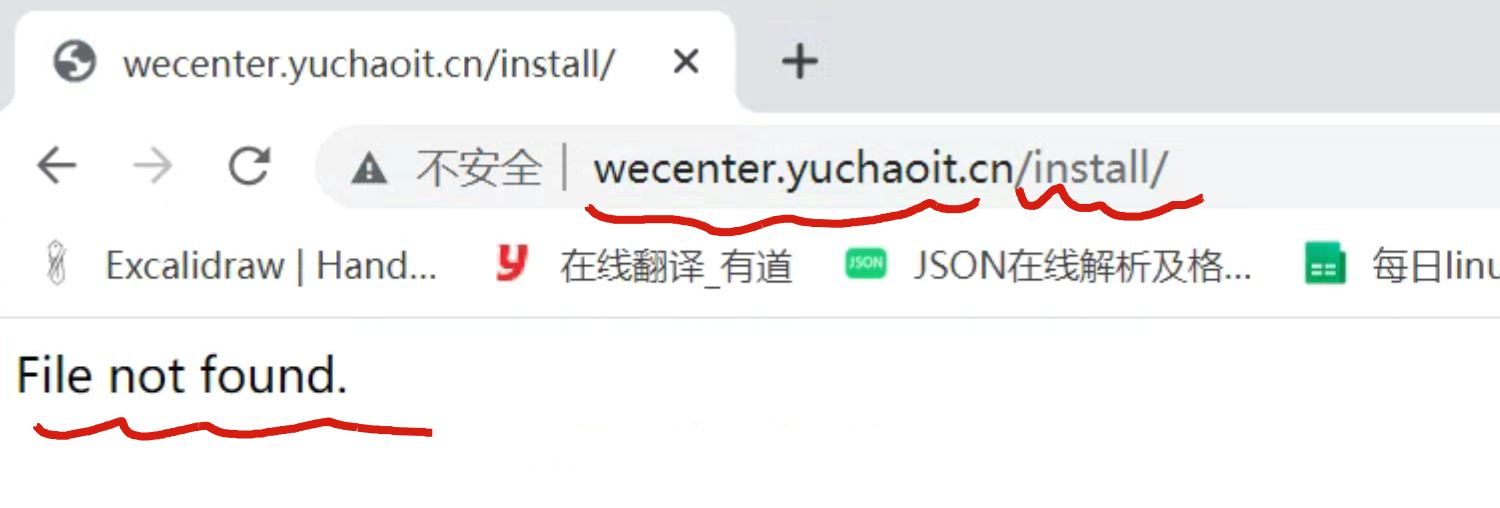 wecenter.yuchaoit.cn/install/
不安全 | wecenter.yuchaoit.cn/install/
Excalidraw | Hand... y 在线翻译_有道 JSON JSON在线解析及格... 每日linu
File not found.